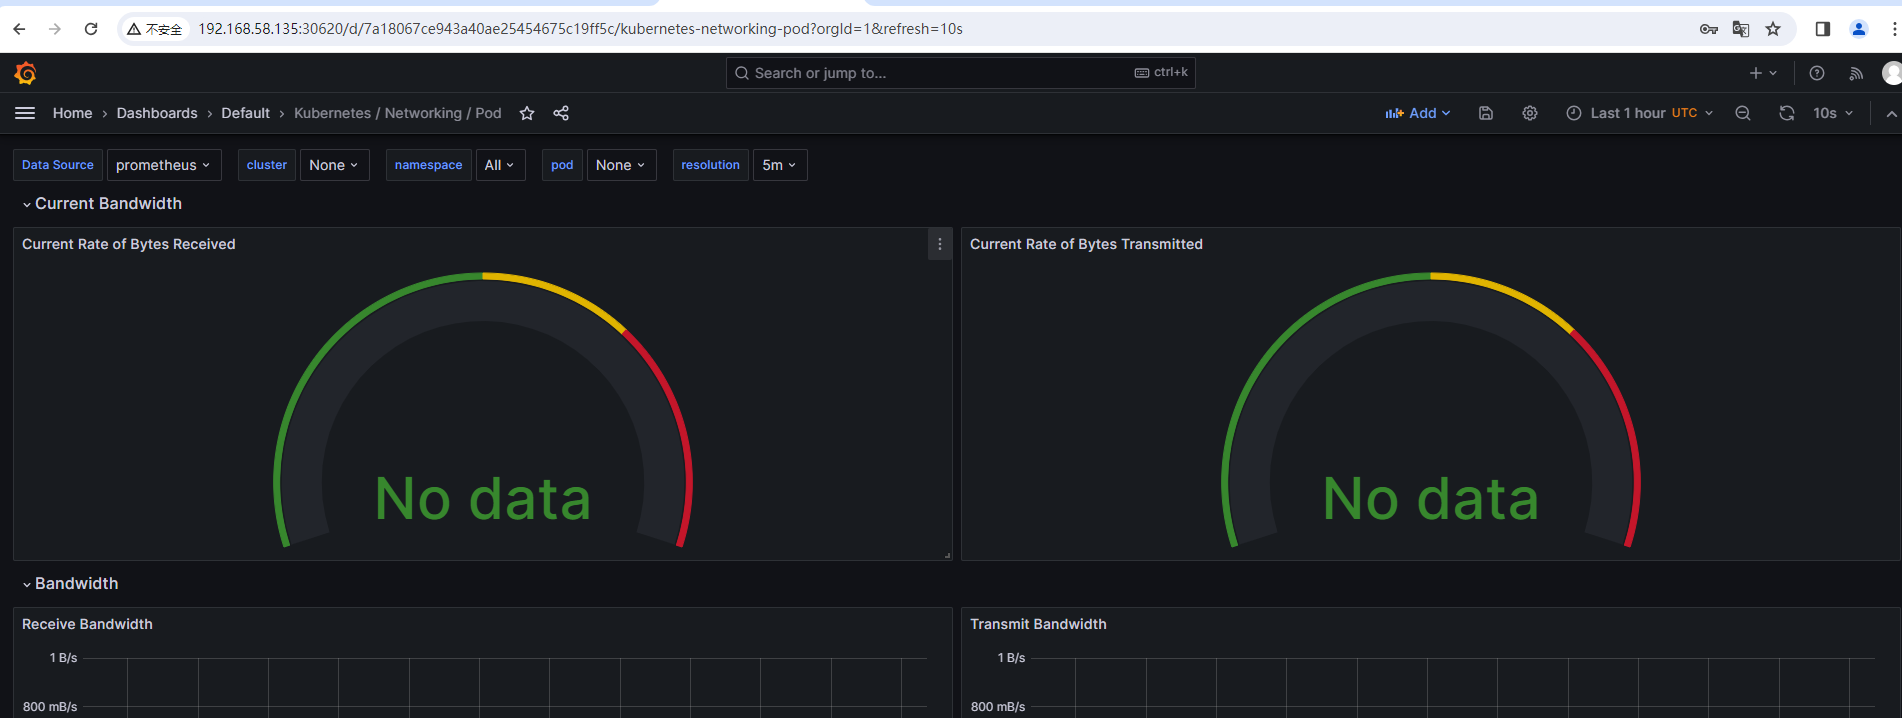 不安全 192.168.58.135:30620/d/7a18067ce943a40ae25454675c19ff5c/kubernetes-networking-pod?orgId=1&refresh=10s
Search or jump to... ctrl+k
Home › Dashboards › Default › Kubernetes / Networking / Pod Add Last 1 hour UTC 10s
Data Source prometheus cluster None namespace All pod None resolution 5m
Current Bandwidth
Current Rate of Bytes Received Current Rate of Bytes Transmitted
No data No data
Bandwidth
Receive Bandwidth Transmit Bandwidth
1 B/s 1 B/s
800 mB/s 800 mB/s